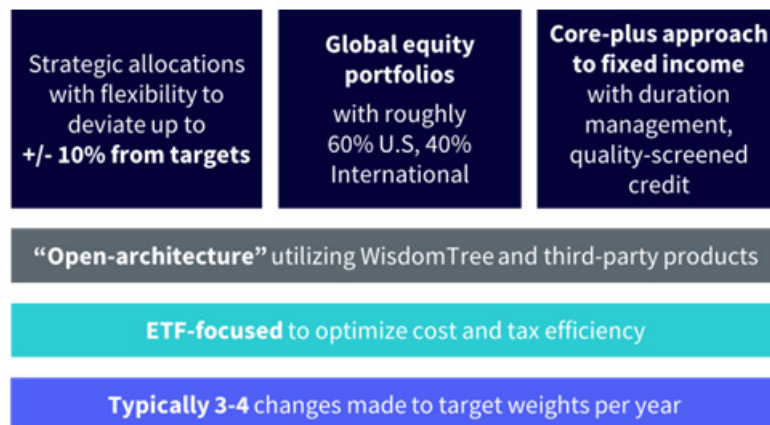 Strategic allocations
with flexibility to
deviate up to
+/- 10% from targets
Global equity
portfolios
with roughly
60% U.S, 40%
International
Core-plus approach
to fixed income
with duration
management,
quality-screened
credit
“Open-architecture” utilizing WisdomTree and third-party products
ETF-focused to optimize cost and tax efficiency
Typically 3-4 changes made to target weights per year